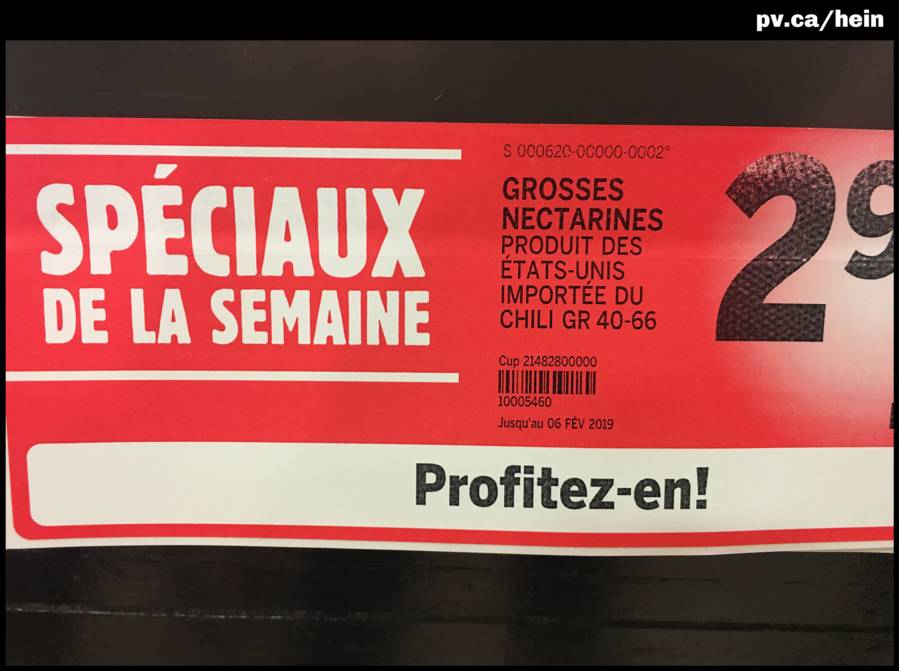 pv.ca/hein
SPÉCIAUX
DE LA SEMAINE
S 000620-00000-0002°
GROSSES
NECTARINES
PRODUIT DES
ÉTATS-UNIS
IMPORTÉE DU
CHILI GR 40-66
Cup 21482800000
10005460
Jusqu'au 06 FÉV 2019
29
Profitez-en!